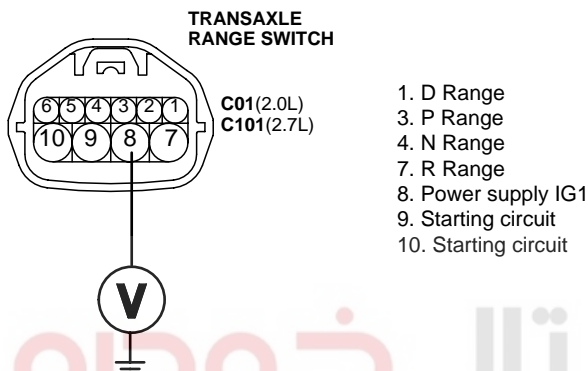 TRANSAXLE
RANGE SWITCH
C01(2.0L)
C101(2.7L)
6 5 4 3 2 1
10 9 8 7
V
1. D Range
3. P Range
4. N Range
7. R Range
8. Power supply IG1
9. Starting circuit
10. Starting circuit